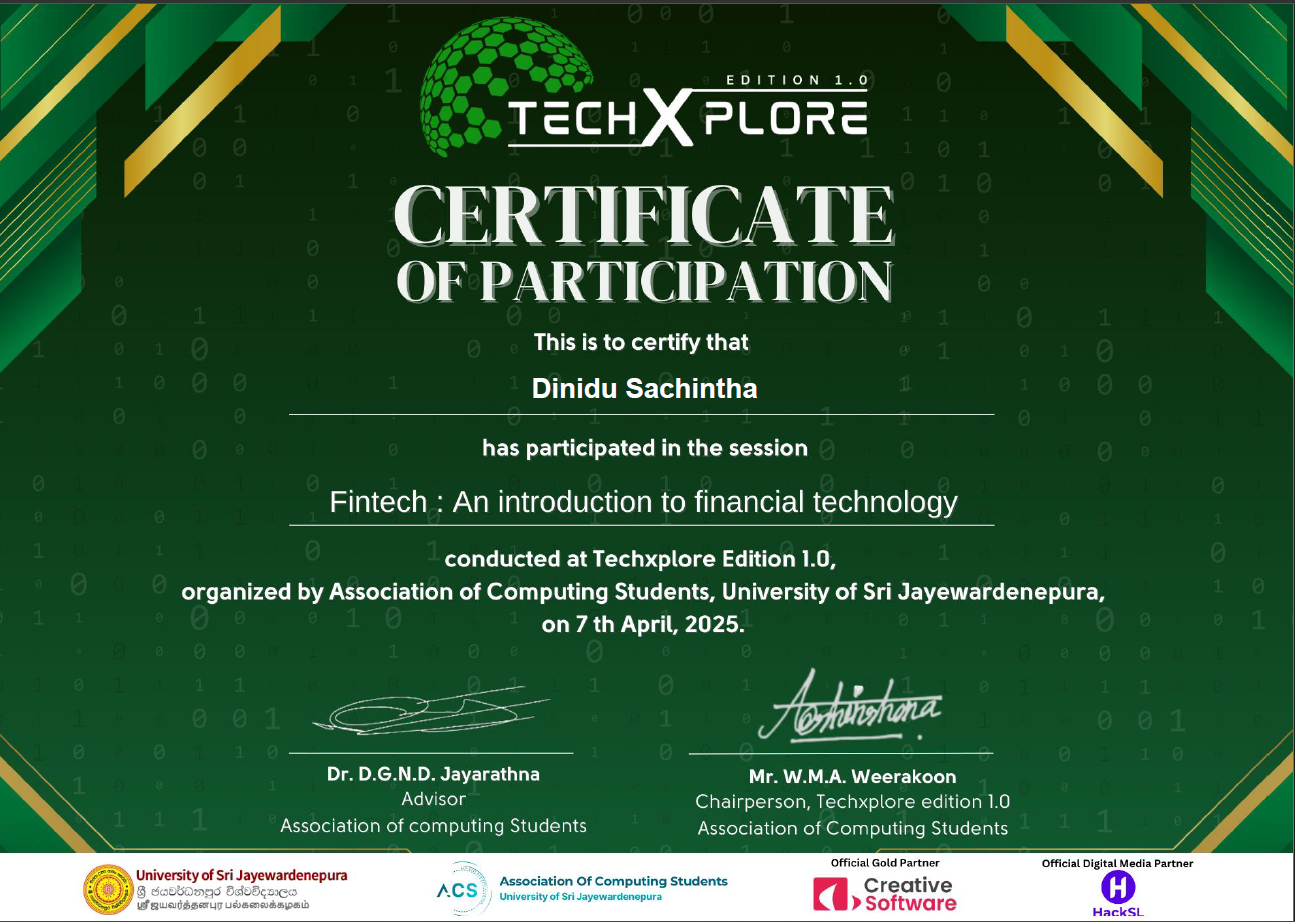 EDITION 1.0
TECHXPLORE
CERTIFICATE
OF PARTICIPATION
This is to certify that
Dinidu Sachintha
has participated in the session
Fintech : An introduction to financial technology
conducted at Techxplore Edition 1.0,
organized by Association of Computing Students, University of Sri Jayewardenepura,
on 7 th April, 2025.
Dr. D.G.N.D. Jayarathna
Advisor
Association of computing Students
Mr. W.M.A. Weerakoon
Chairperson, Techxplore edition 1.0
Association of Computing Students
University of Sri Jayewardenepura
ශ්‍රී ජයවර්ධනපුර විශ්වවිද්‍යාලය
ஸ்ரீ ஜயவர்த்தனபுர பல்கலைக்கழகம்
ACS
Association Of Computing Students
University of Sri Jayewardenepura
Official Gold Partner
Creative
Software
Official Digital Media Partner
HackSL